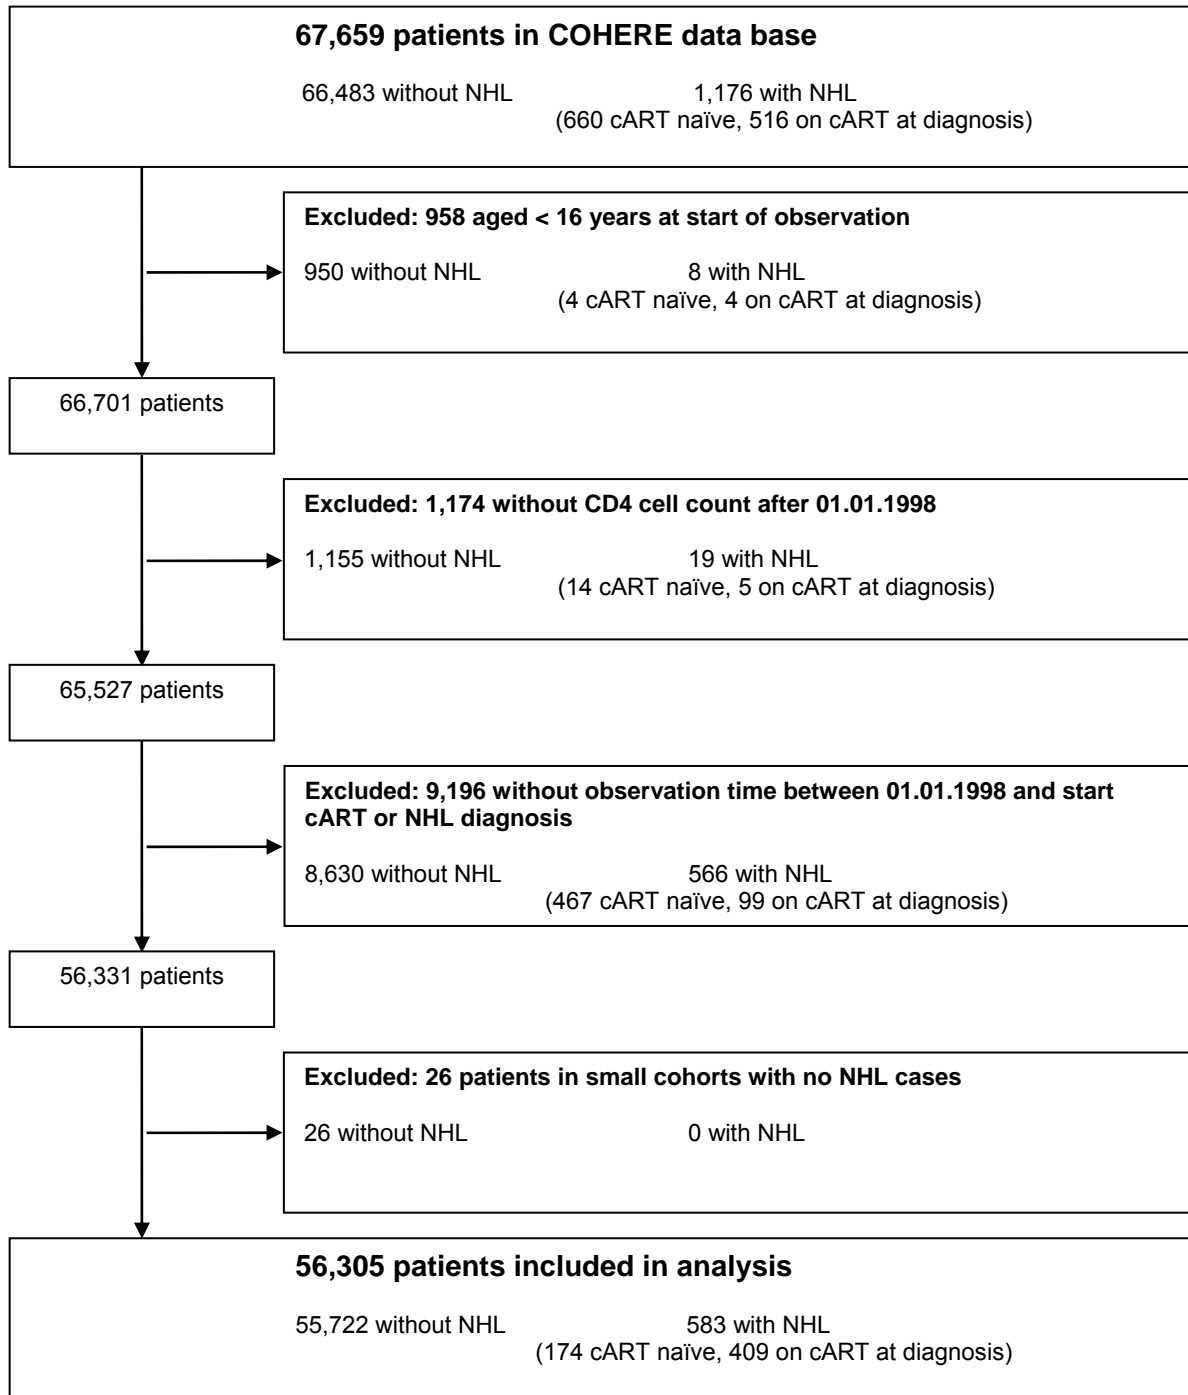 67,659 patients in COHERE data base
66,483 without NHL 1,176 with NHL
(660 cART naïve, 516 on cART at diagnosis)
Excluded: 958 aged < 16 years at start of observation
950 without NHL 8 with NHL
(4 cART naïve, 4 on cART at diagnosis)
66,701 patients
Excluded: 1,174 without CD4 cell count after 01.01.1998
1,155 without NHL 19 with NHL
(14 cART naïve, 5 on cART at diagnosis)
65,527 patients
Excluded: 9,196 without observation time between 01.01.1998 and start
cART or NHL diagnosis
8,630 without NHL 566 with NHL
(467 cART naïve, 99 on cART at diagnosis)
56,331 patients
Excluded: 26 patients in small cohorts with no NHL cases
26 without NHL 0 with NHL
56,305 patients included in analysis
55,722 without NHL 583 with NHL
(174 cART naïve, 409 on cART at diagnosis)